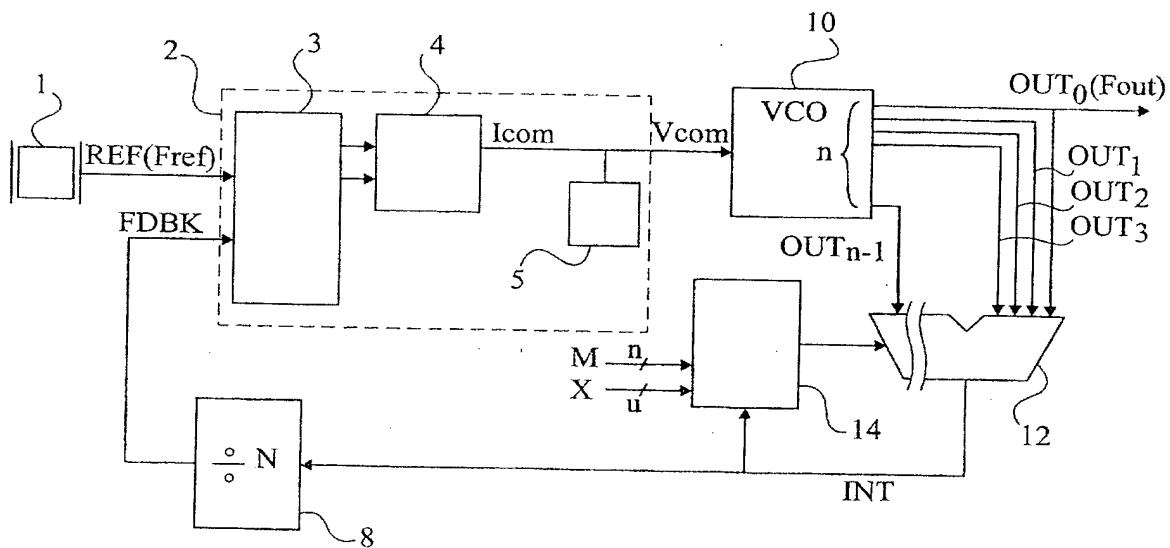 10
3
4
2
1
OUT0(Fout)
VCO
Icom
Vcom
n
REF(Fref)
OUT1
FDBK
OUT2
OUT3
OUTn-1
5
M n
X u
14
12
÷ N
INT
8